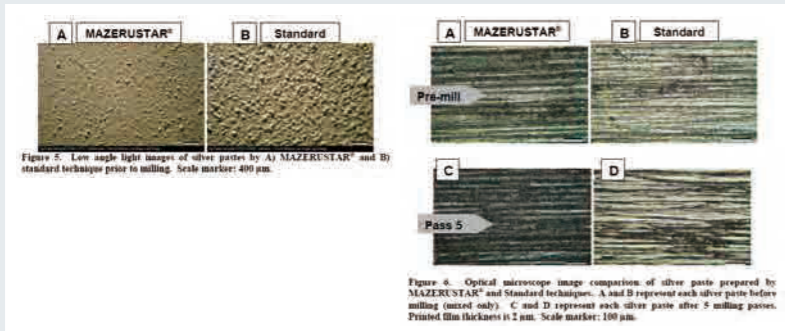 A MAZERUSTAR® B Standard
Figure 5. Low angle light images of silver pastes by A) MAZERUSTAR® and B)
standard technique prior to milling. Scale marker: 400 µm.
A MAZERUSTAR® B Standard
Pre-mill
C D
Pass 5
Figure 6. Optical microscope image comparison of silver paste prepared by
MAZERUSTAR® and Standard techniques. A and B represent each silver paste before
milling (mixed only). C and D represent each silver paste after 5 milling passes.
Printed film thickness is 2 µm. Scale marker: 100 µm.